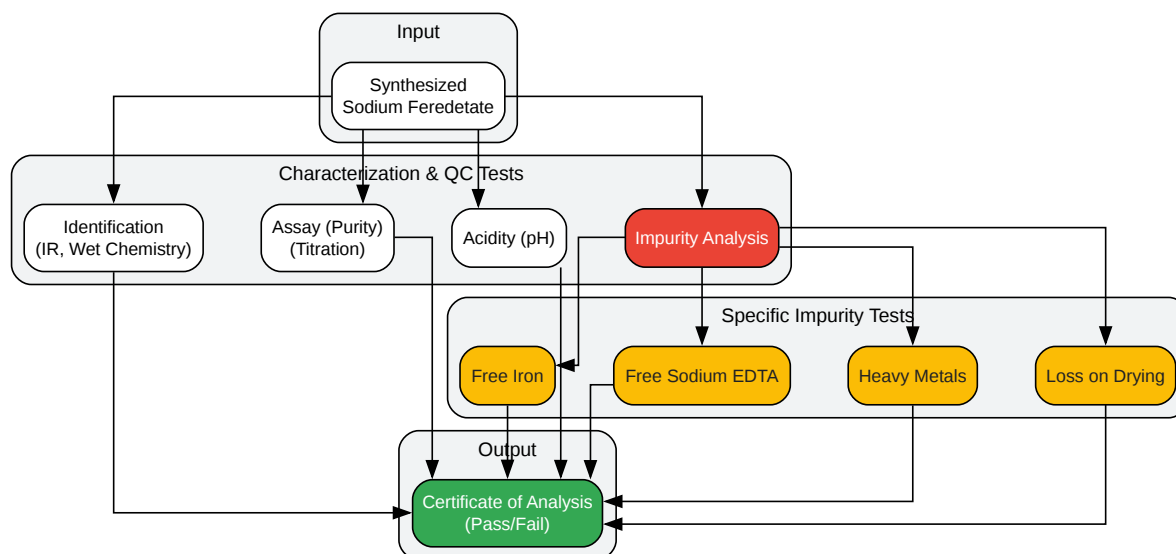 Input
Synthesized
Sodium Feredetate
Characterization & QC Tests
Identification
(IR, Wet Chemistry)
Assay (Purity)
(Titration)
Acidity (pH)
Impurity Analysis
Specific Impurity Tests
Free Iron
Free Sodium EDTA
Heavy Metals
Loss on Drying
Output
Certificate of Analysis
(Pass/Fail)